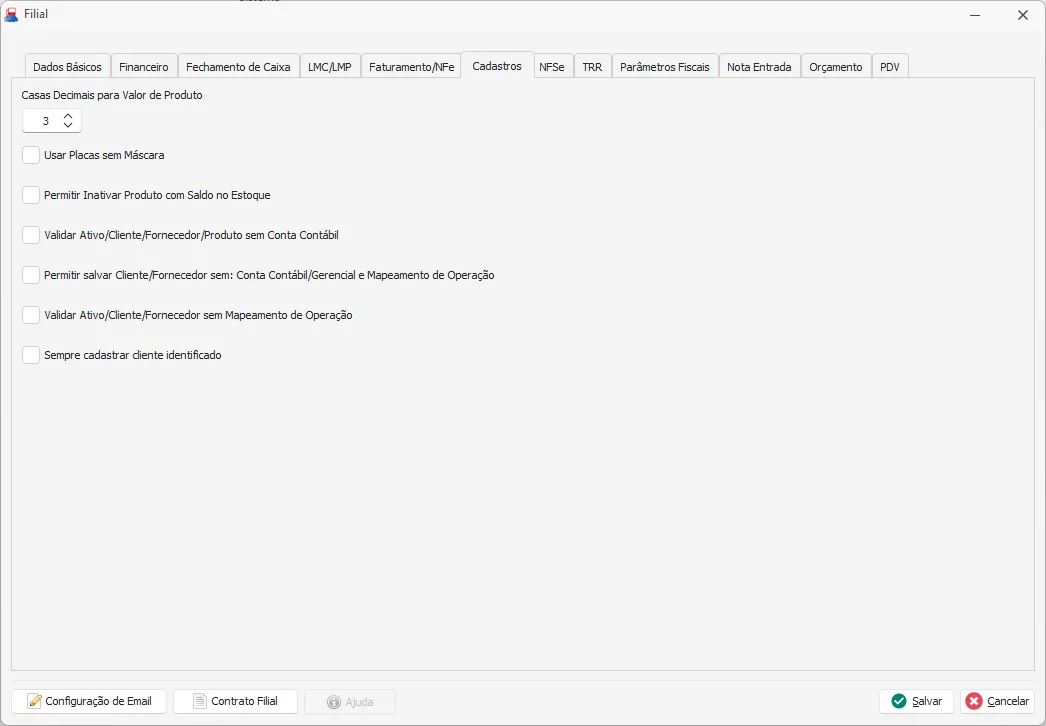 Filial
Dados Básicos
Financeiro
Fechamento de Caixa
LMC/LMP
Faturamento/NFe
Cadastros
NFSe
TRR
Parâmetros Fiscais
Nota Entrada
Orçamento
PDV
Casas Decimais para Valor de Produto
3
Usar Placas sem Máscara
Permitir Inativar Produto com Saldo no Estoque
Validar Ativo/Cliente/Fornecedor/Produto sem Conta Contábil
Permitir salvar Cliente/Fornecedor sem: Conta Contábil/Gerencial e Mapeamento de Operação
Validar Ativo/Cliente/Fornecedor sem Mapeamento de Operação
Sempre cadastrar cliente identificado
Configuração de Email
Contrato Filial
Ajuda
Salvar
Cancelar